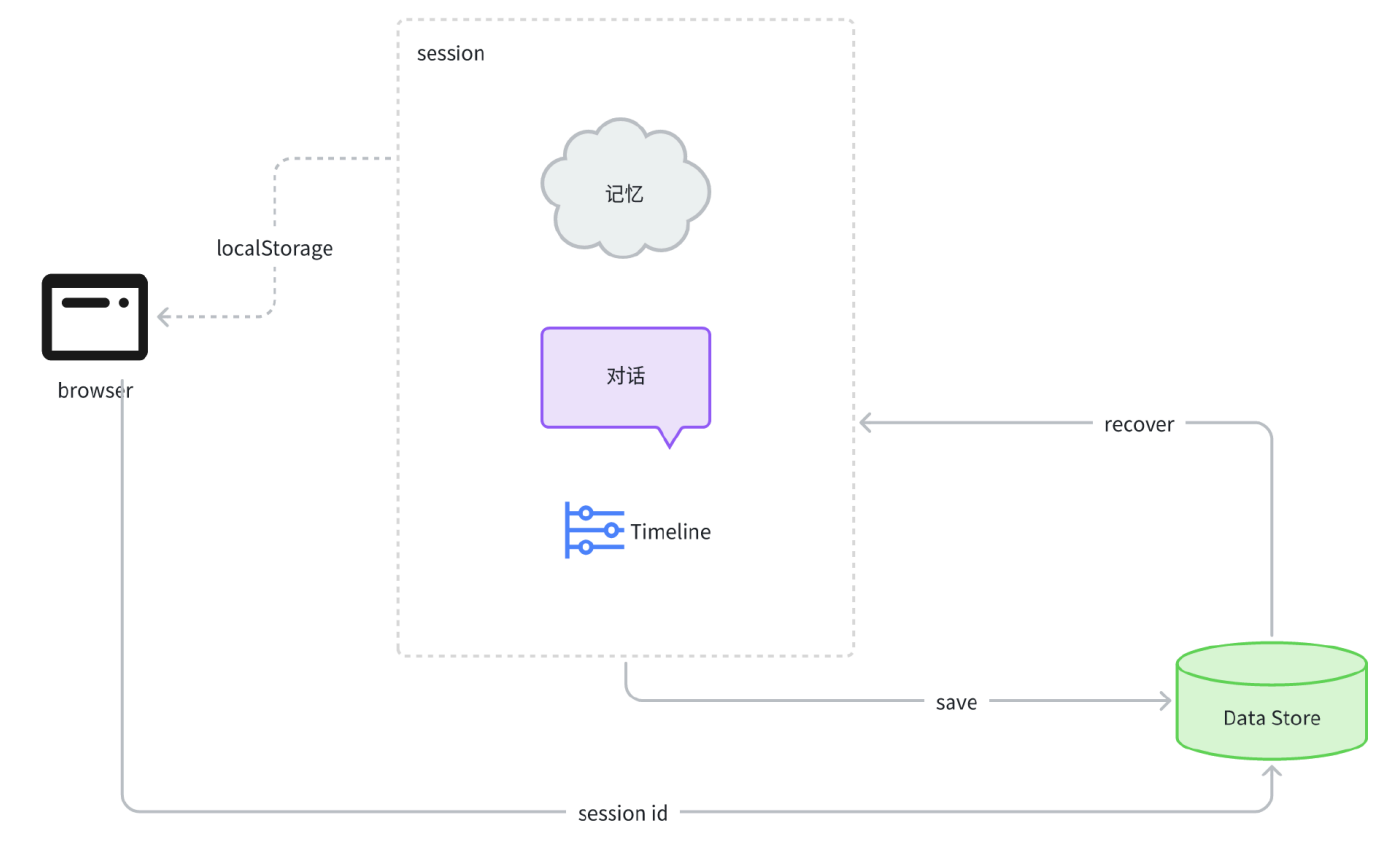 session
记忆
localStorage
对话
browser
recover
Timeline
save
Data Store
session id